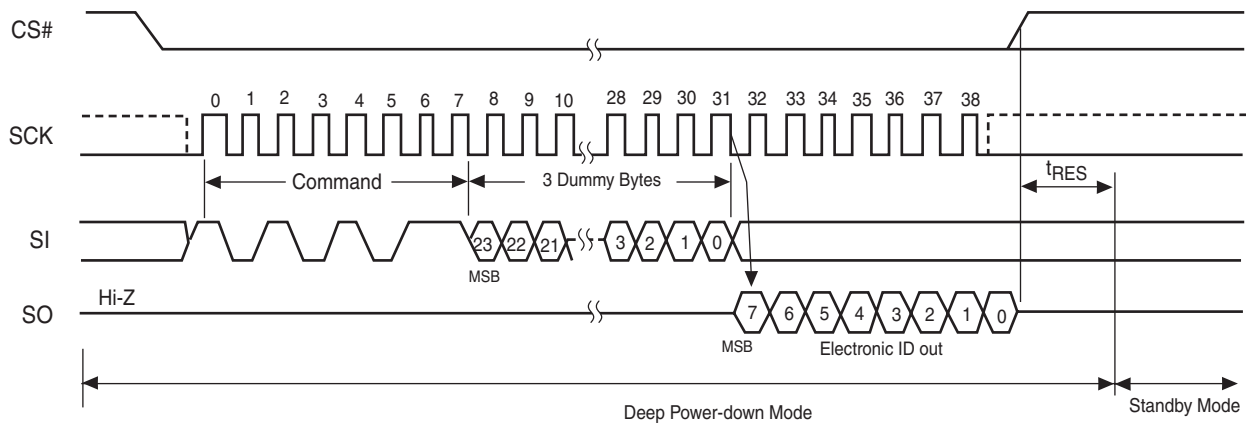 CS#
0 1 2 3 4 5 6 7 8 9 10 28 29 30 31 32 33 34 35 36 37 38
SCK
tRES
Command
3 Dummy Bytes
SI
23 22 21 3 2 1 0
MSB
Hi-Z
SO
7 6 5 4 3 2 1 0
MSB
Electronic ID out
Deep Power-down Mode
Standby Mode